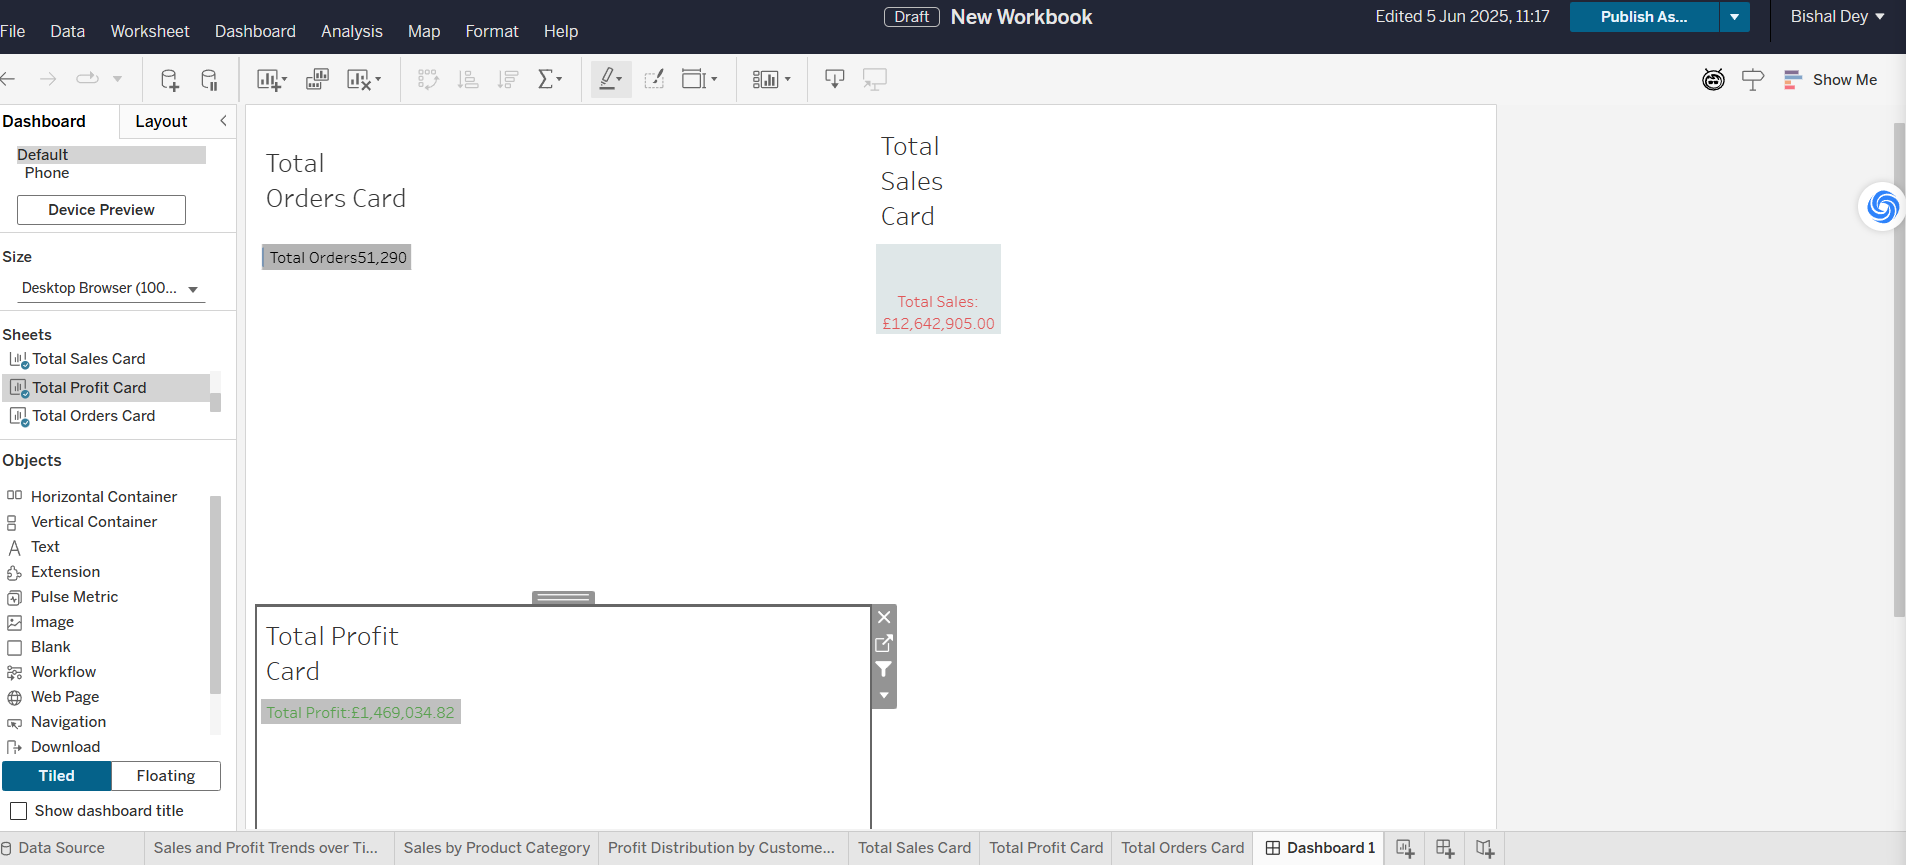 Draft New Workbook
Edited 5 Jun 2025, 11:17
Publish As...
Bishal Dey
File Data Worksheet Dashboard Analysis Map Format Help
Show Me
Dashboard Layout
Default
Phone
Device Preview
Size
Desktop Browser (100...
Sheets
Total Sales Card
Total Profit Card
Total Orders Card
Objects
Horizontal Container
Vertical Container
Text
Extension
Pulse Metric
Image
Blank
Workflow
Web Page
Navigation
Download
Tiled Floating
Show dashboard title
Total
Orders Card
Total Orders51,290
Total
Sales
Card
Total Sales:
£12,642,905.00
Total Profit
Card
Total Profit:£1,469,034.82
Data Source Sales and Profit Trends over Ti... Sales by Product Category Profit Distribution by Custome... Total Sales Card Total Profit Card Total Orders Card Dashboard 1